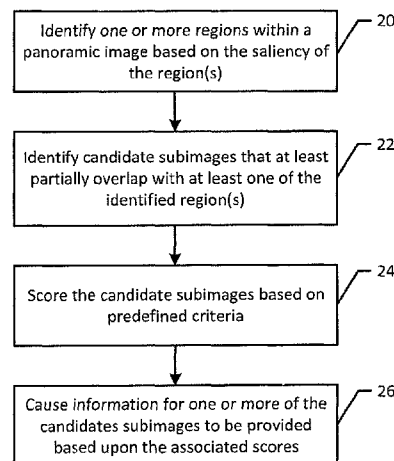 Identify one or more regions within a
panoramic image based on the saliency of
the region(s)
20
Identify candidate subimages that at least
partially overlap with at least one of the
identified region(s)
22
Score the candidate subimages based on
predefined criteria
24
Cause information for one or more of the
candidates subimages to be provided
based upon the associated scores
26